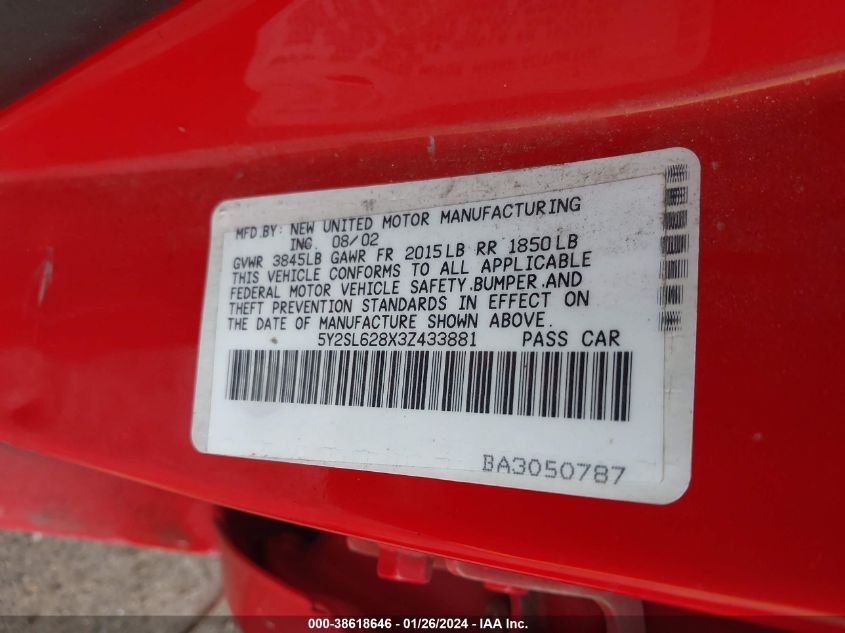 MFD.BY: NEW UNITED MOTOR MANUFACTURING
INC. 08/02
GVWR 3845LB GAWR FR 2015LB RR 1850LB
THIS VEHICLE CONFORMS TO ALL APPLICABLE
FEDERAL MOTOR VEHICLE SAFETY,BUMPER,AND
THEFT PREVENTION STANDARDS IN EFFECT ON
THE DATE OF MANUFACTURE SHOWN ABOVE.
5Y2SL628X3Z433881 PASS CAR
BA3050787
000-38618646 - 01/26/2024 - IAA Inc.